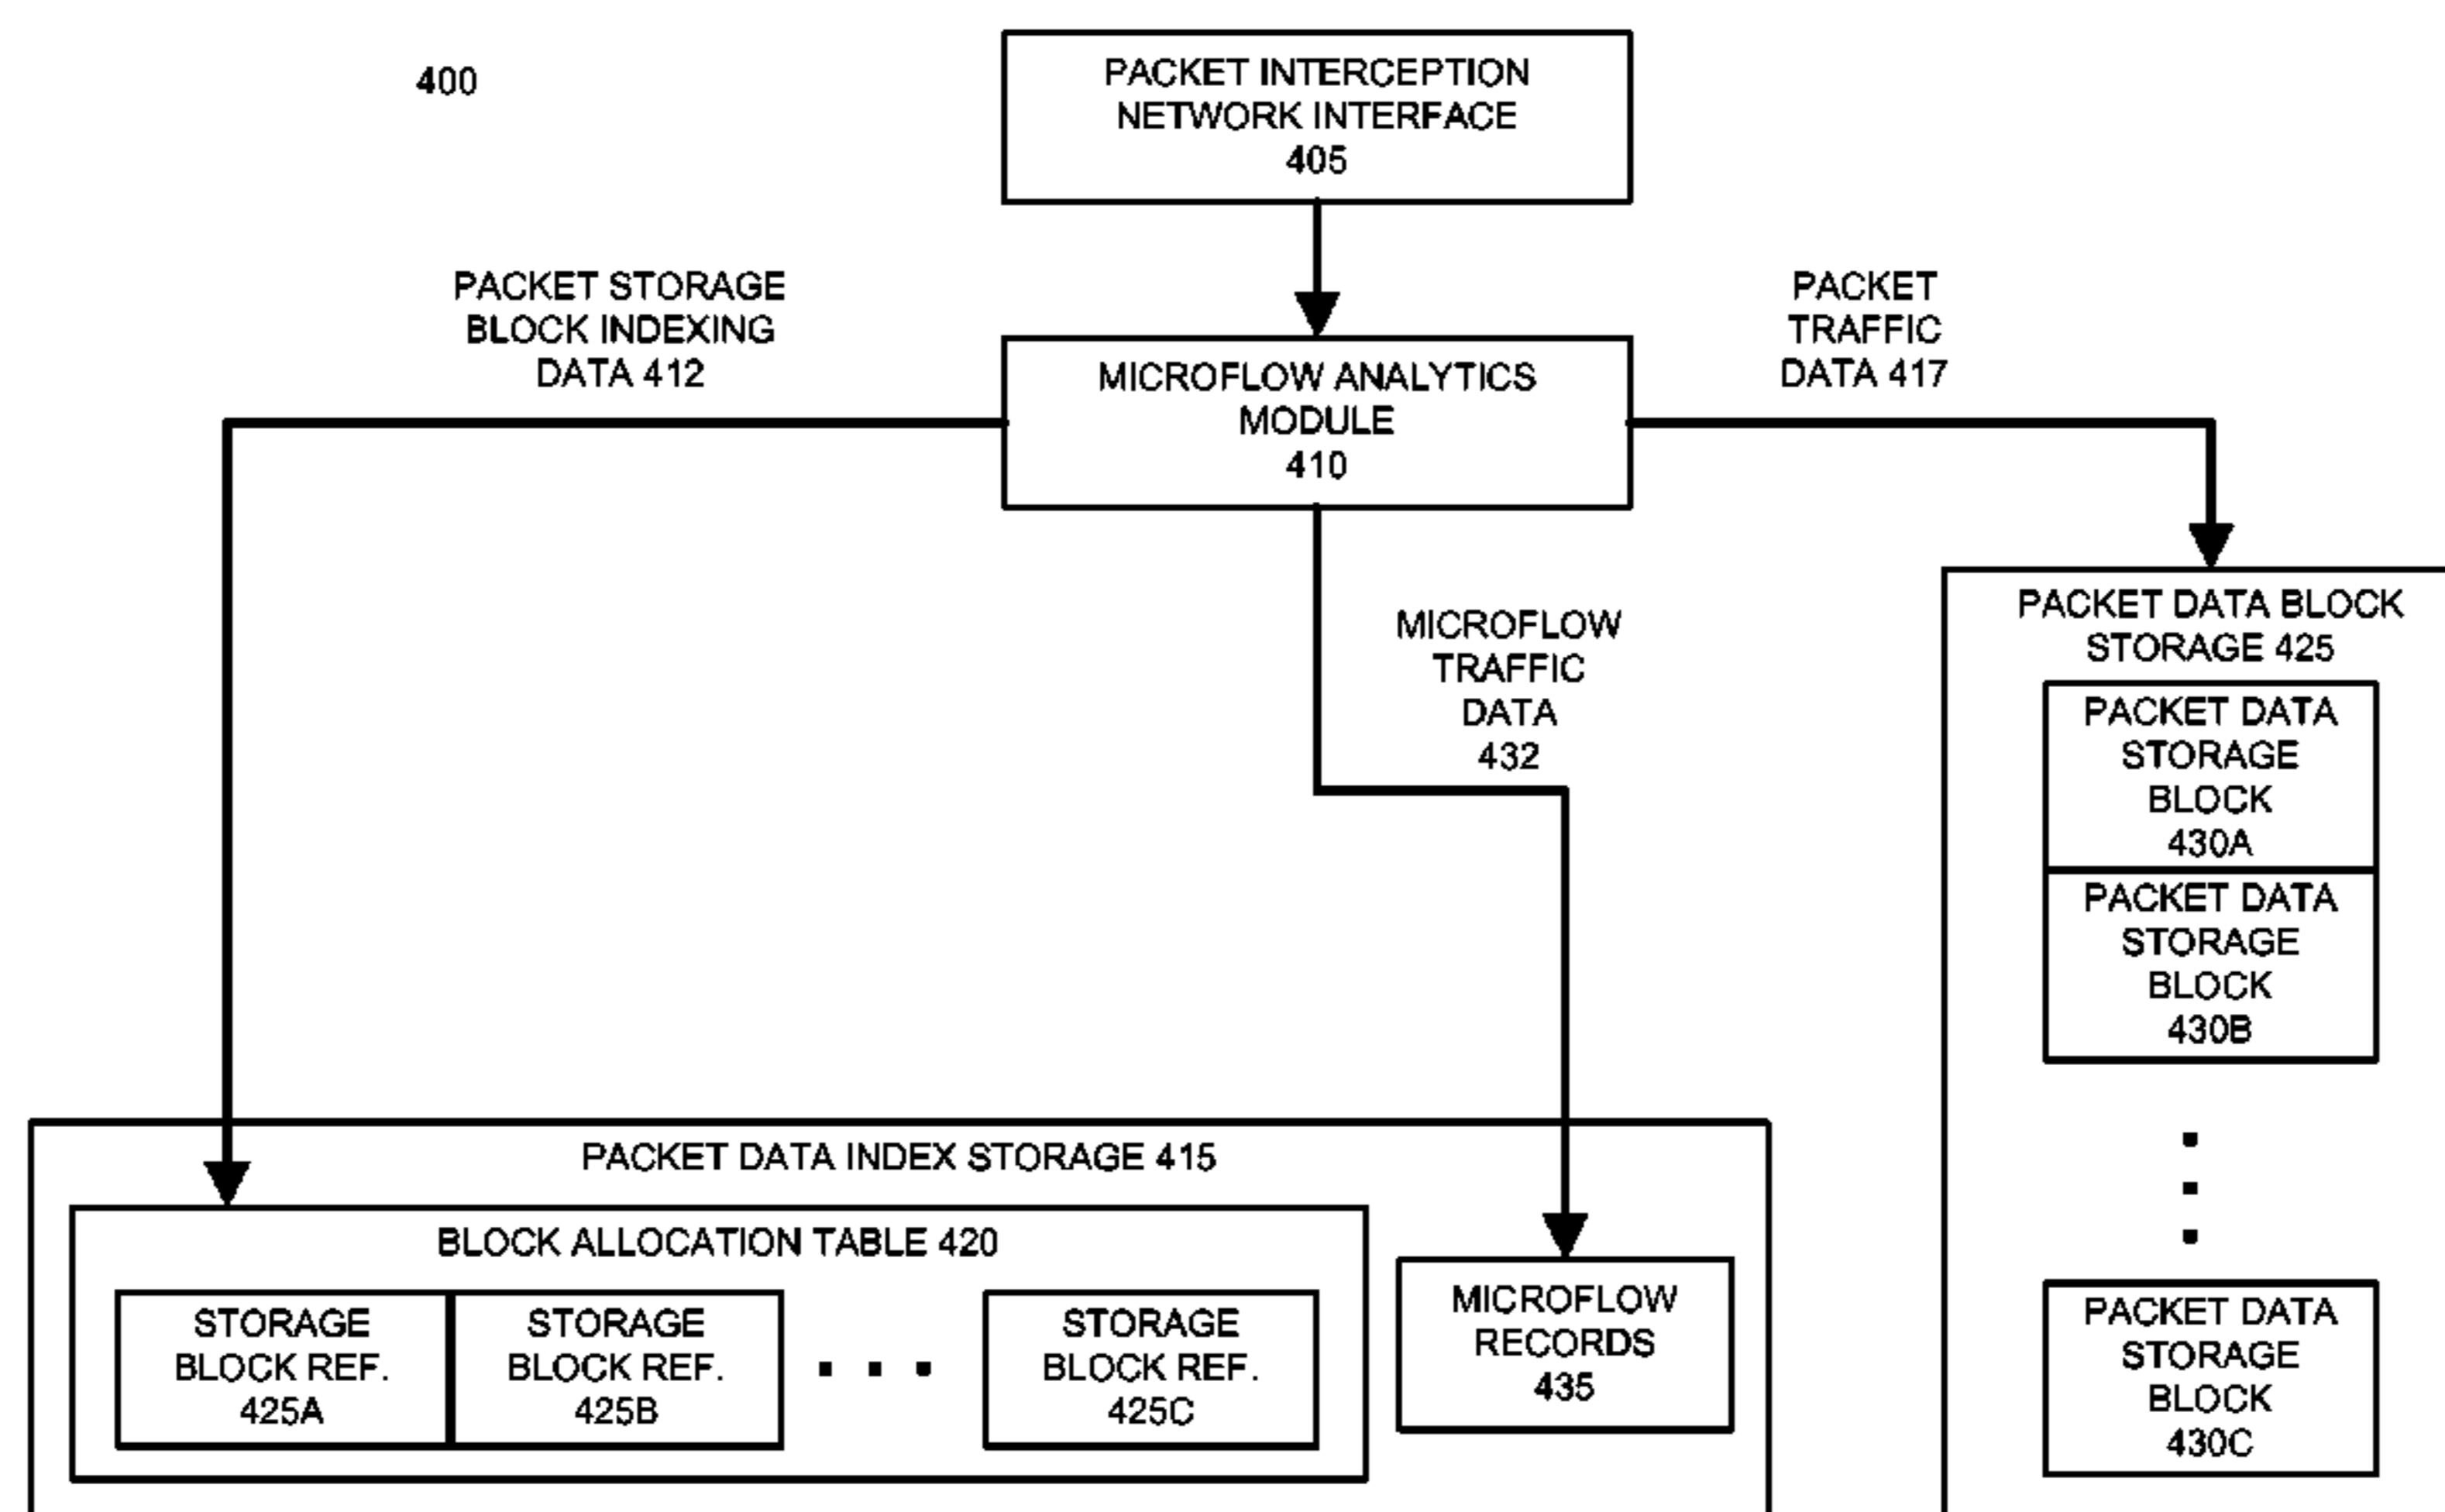 400
PACKET INTERCEPTION
NETWORK INTERFACE
405
PACKET STORAGE
BLOCK INDEXING
DATA 412
PACKET
TRAFFIC
DATA 417
MICROFLOW ANALYTICS
MODULE
410
MICROFLOW
TRAFFIC
DATA
432
PACKET DATA BLOCK
STORAGE 425
PACKET DATA
STORAGE
BLOCK
430A
PACKET DATA
STORAGE
BLOCK
430B
PACKET DATA
STORAGE
BLOCK
430C
PACKET DATA INDEX STORAGE 415
BLOCK ALLOCATION TABLE 420
STORAGE
BLOCK REF.
425A
STORAGE
BLOCK REF.
425B
STORAGE
BLOCK REF.
425C
MICROFLOW
RECORDS
435